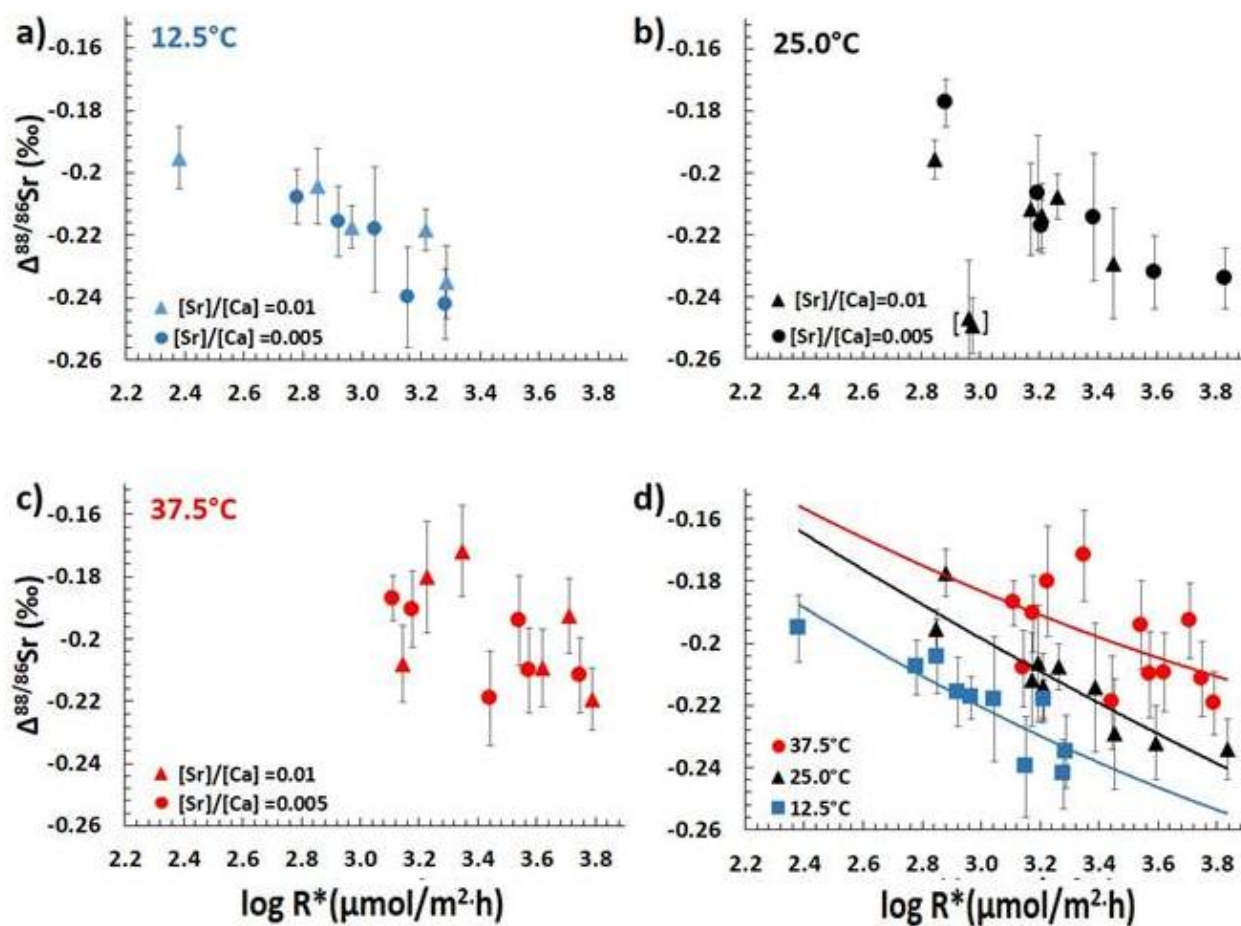 a)
12.5°C
-0.16
-0.18
-0.2
-0.22
-0.24
-0.26
Δ88/86Sr (‰)
[Sr]/[Ca] =0.01
[Sr]/[Ca] =0.005
2.2 2.4 2.6 2.8 3.0 3.2 3.4 3.6 3.8
b)
25.0°C
-0.16
-0.18
-0.2
-0.22
-0.24
-0.26
[ ]
[Sr]/[Ca]=0.01
[Sr]/[Ca]=0.005
2.2 2.4 2.6 2.8 3.0 3.2 3.4 3.6 3.8
c)
37.5°C
-0.16
-0.18
-0.2
-0.22
-0.24
-0.26
Δ88/86Sr (‰)
[Sr]/[Ca] =0.01
[Sr]/[Ca] =0.005
2.2 2.4 2.6 2.8 3.0 3.2 3.4 3.6 3.8
log R*(μmol/m2·h)
d)
-0.16
-0.18
-0.2
-0.22
-0.24
-0.26
37.5°C
25.0°C
12.5°C
2.2 2.4 2.6 2.8 3.0 3.2 3.4 3.6 3.8
log R*(μmol/m2·h)